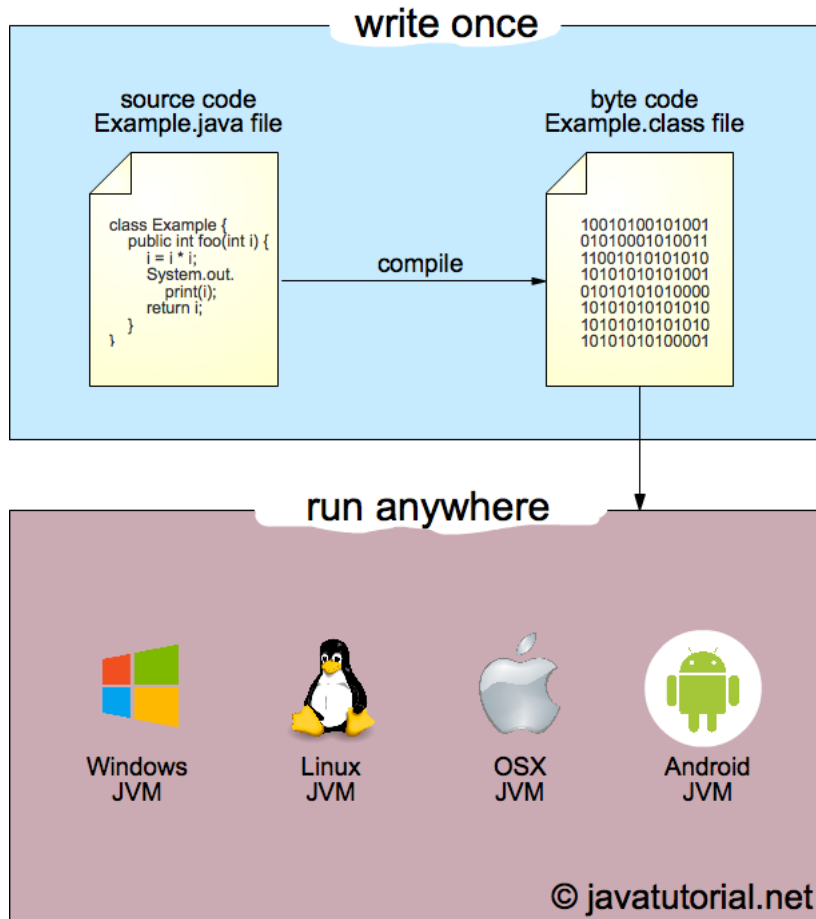 write once
source code
Example.java file
byte code
Example.class file
class Example {
public int foo(int i) {
i = i * i;
System.out.
print(i);
return i;
}
}
compile
10010100101001
01010001010011
11001010101010
10101010101001
01010101010000
10101010101010
10101010101010
10101010100001
run anywhere
Windows
JVM
Linux
JVM
OSX
JVM
Android
JVM
© javatutorial.net